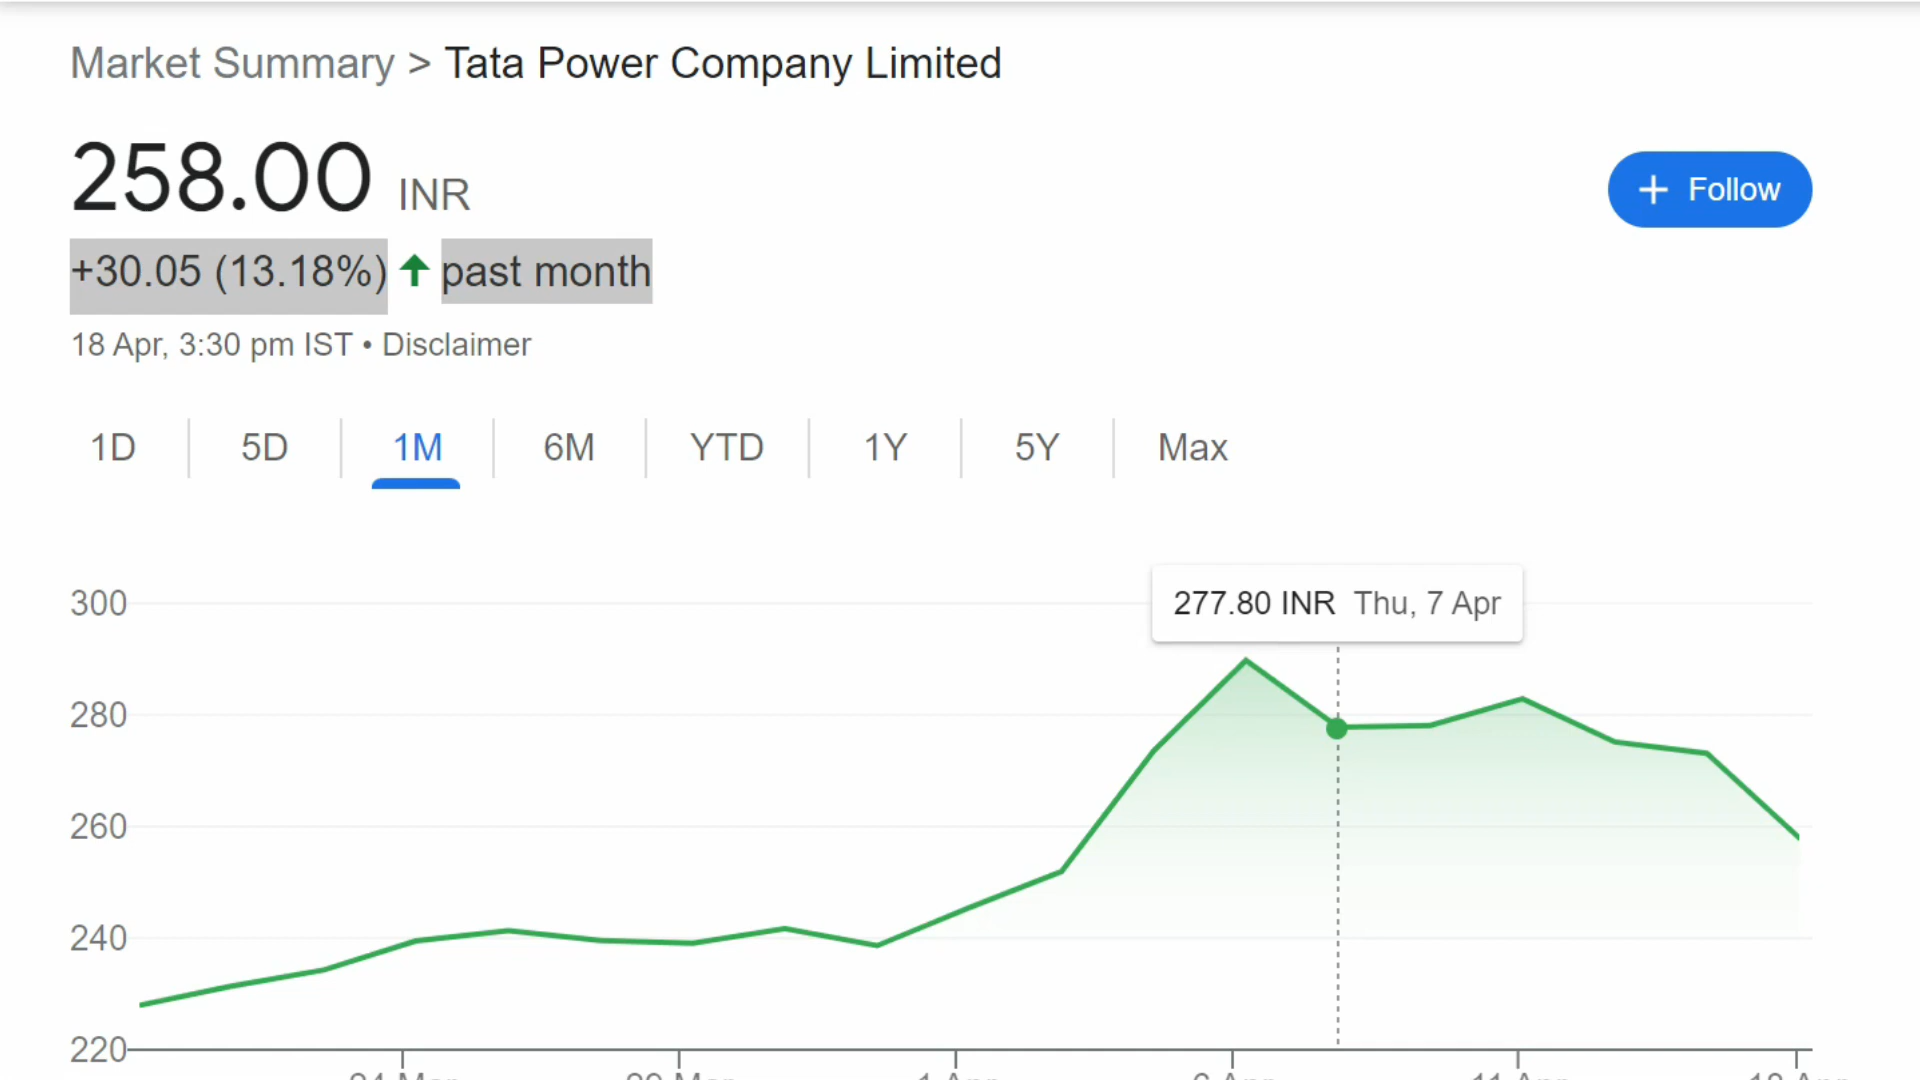 Market Summary > Tata Power Company Limited
258.00 INR
+ Follow
+30.05 (13.18%) past month
18 Apr, 3:30 pm IST • Disclaimer
1D 5D 1M 6M YTD 1Y 5Y Max
277.80 INR Thu, 7 Apr
300
280
260
240
220